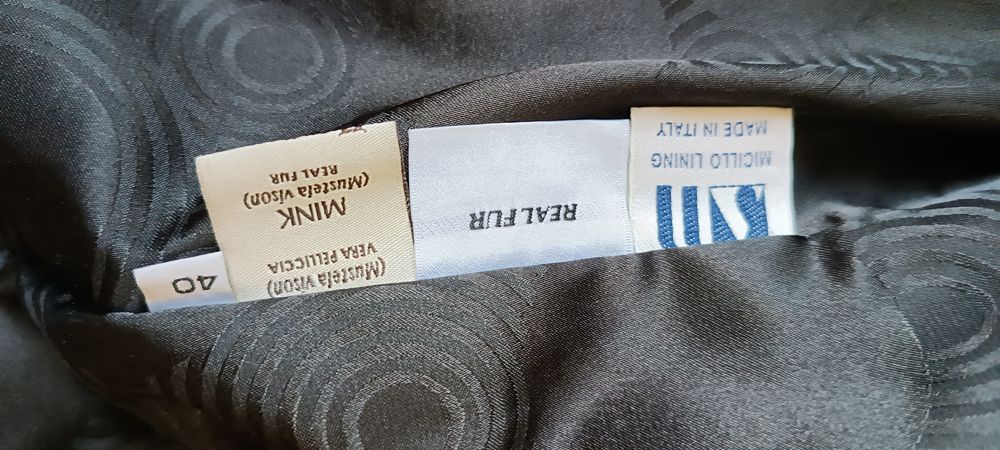 MICILLO LINING
MADE IN ITALY
REAL FUR
(Mustela vison)
VERA PELLICCIA
MINK
(Mustela vison)
REAL FUR
40